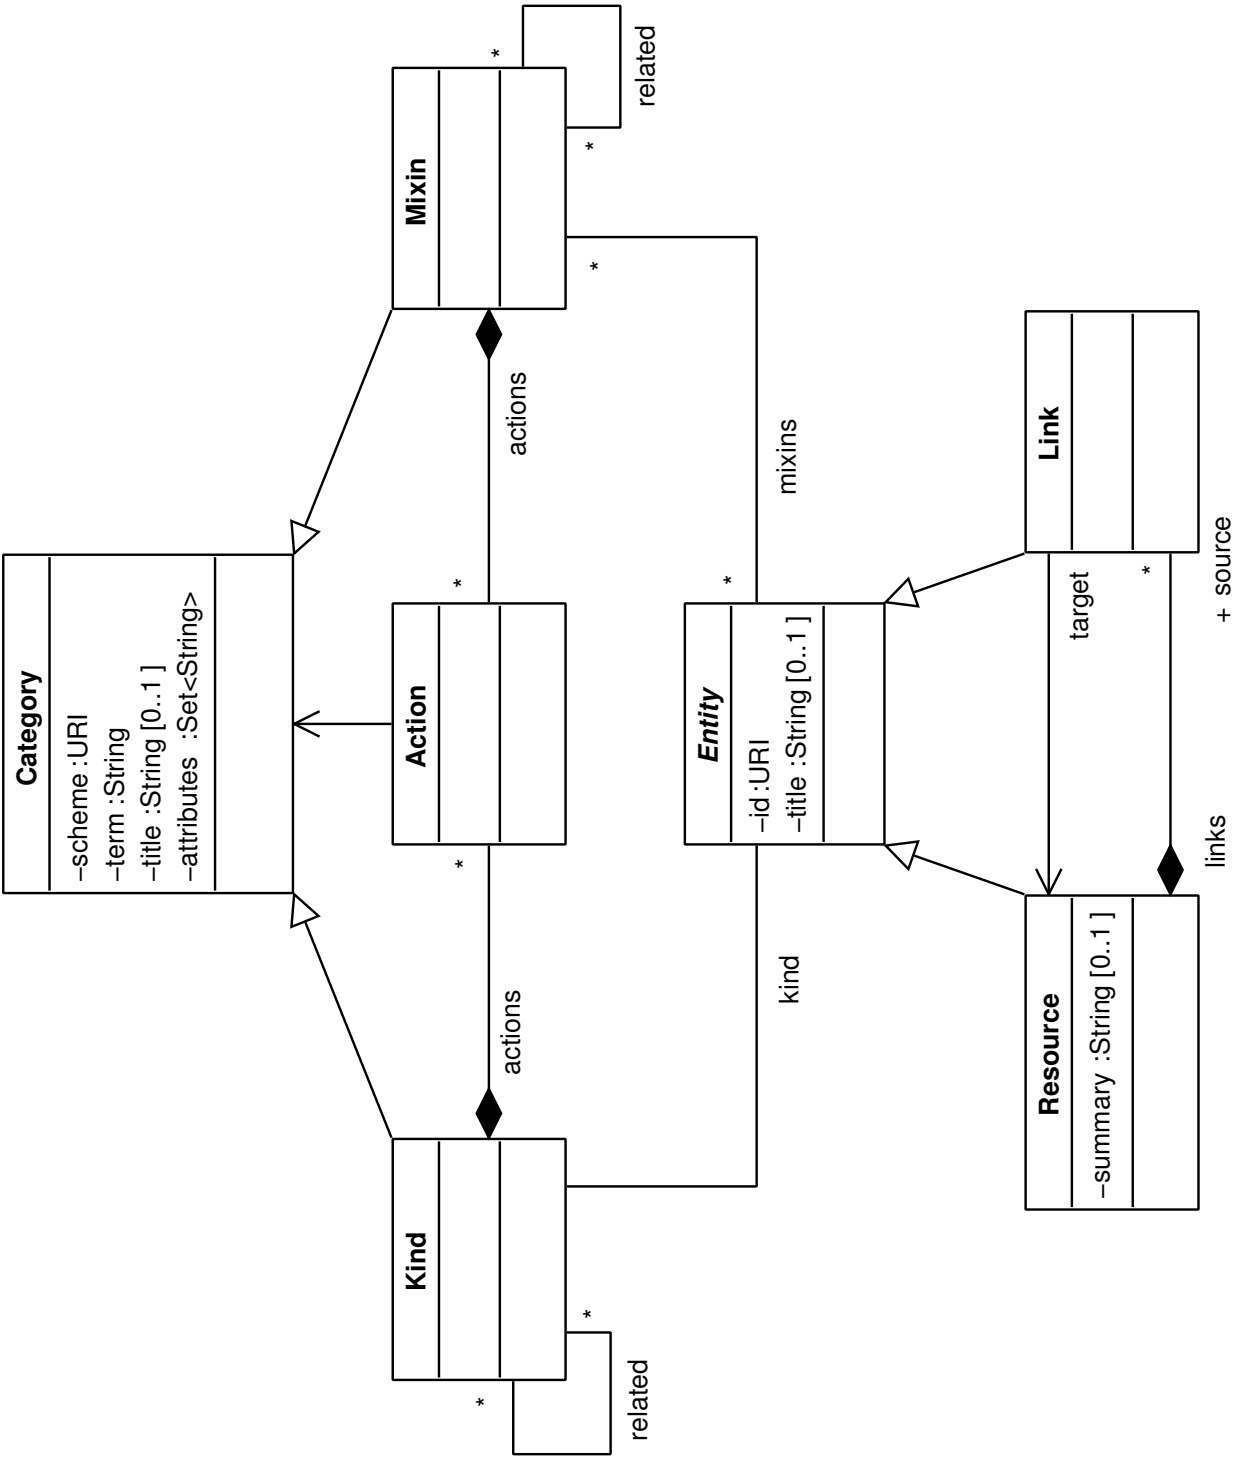 Category
–scheme :URI
–term :String
–title :String [0..1 ]
–attributes :Set<String>
Kind
Action
Mixin
*
*
*
*
actions
actions
*
*
related
related
*
Entity
*
–id :URI
–title :String [0..1 ]
kind
mixins
Resource
Link
–summary :String [0..1 ]
target
*
links
+ source